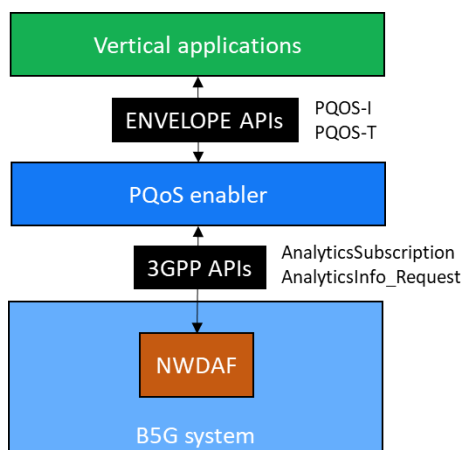 Vertical applications
ENVELOPE APIs
PQOS-I
PQOS-T
PQoS enabler
3GPP APIs
AnalyticsSubscription
AnalyticsInfo_Request
NWDAF
B5G system